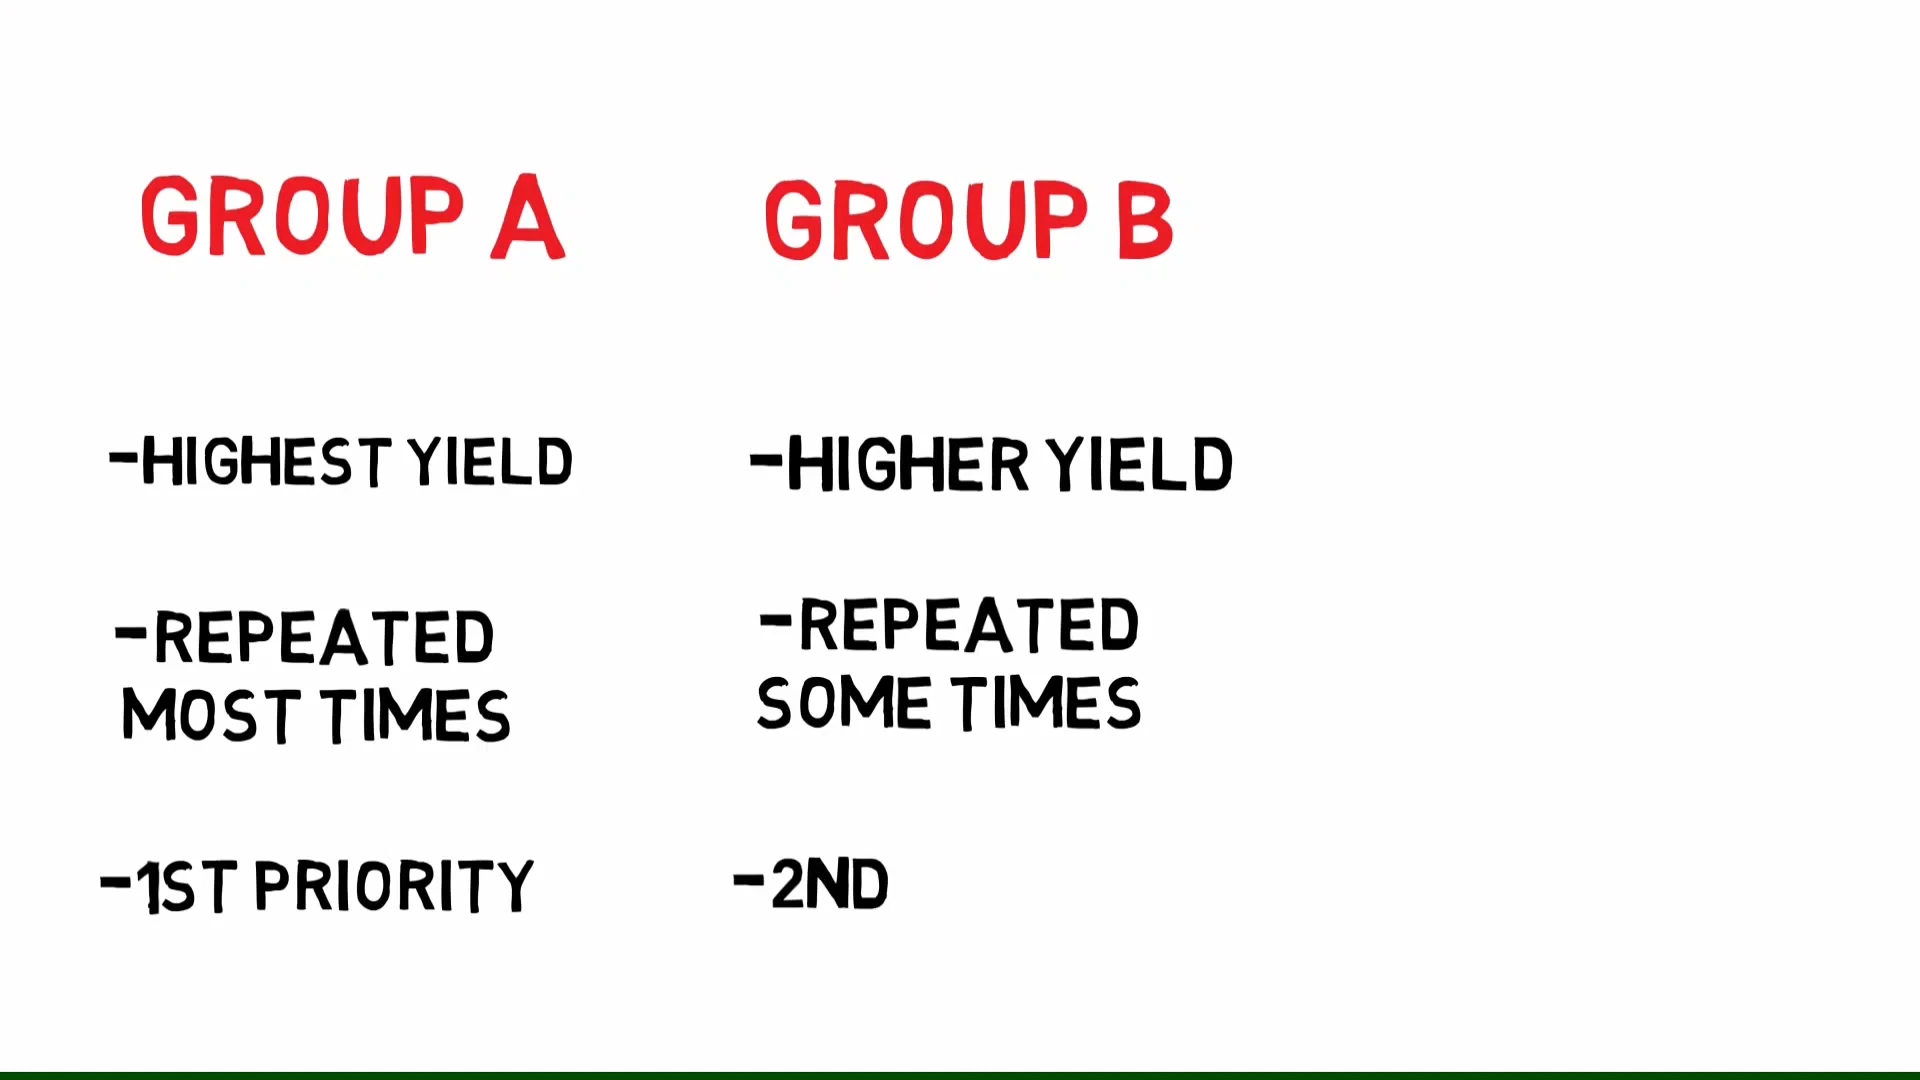 GROUP A
GROUP B
-HIGHEST YIELD
-HIGHER YIELD
-REPEATED
MOST TIMES
-REPEATED
SOME TIMES
-1ST PRIORITY
-2ND